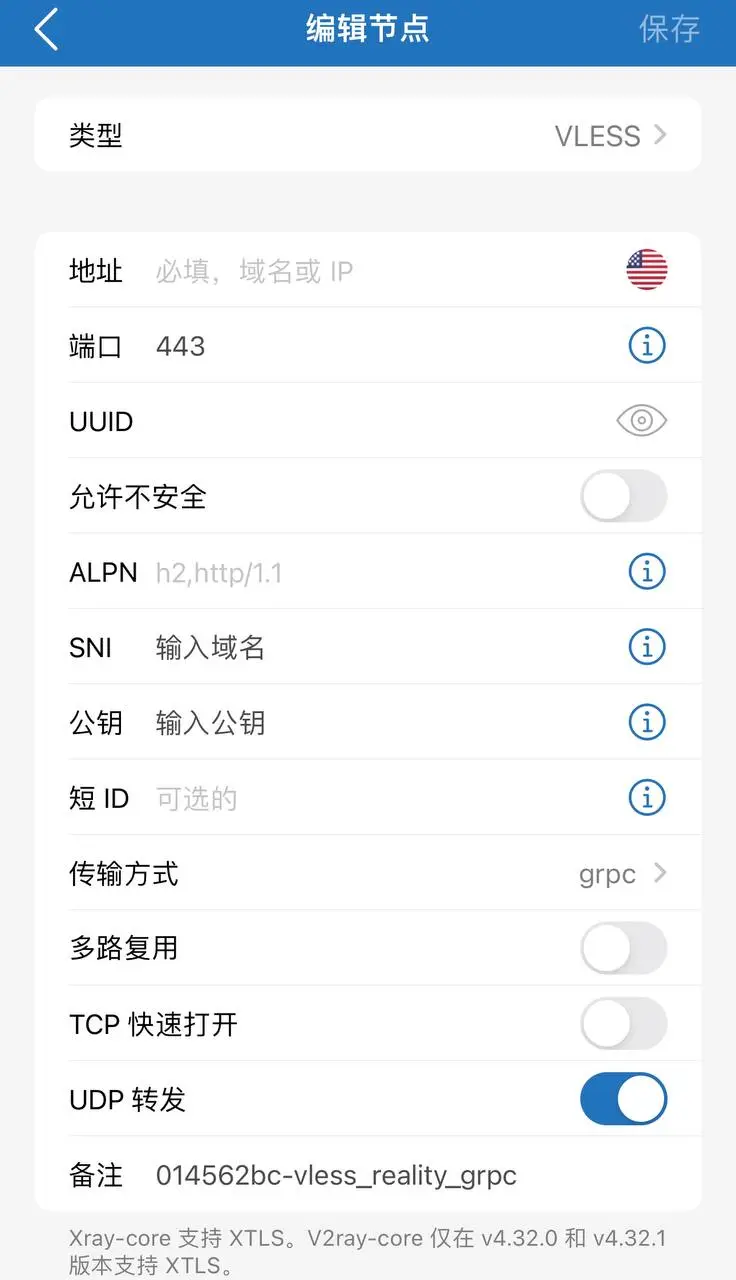 编辑节点 保存
类型 VLESS
地址 必填，域名或 IP
端口 443
UUID
允许不安全
ALPN h2,http/1.1
SNI 输入域名
公钥 输入公钥
短 ID 可选的
传输方式 grpc
多路复用
TCP 快速打开
UDP 转发
备注 014562bc-vless_reality_grpc
Xray-core 支持 XTLS。V2ray-core 仅在 v4.32.0 和 v4.32.1
版本支持 XTLS。